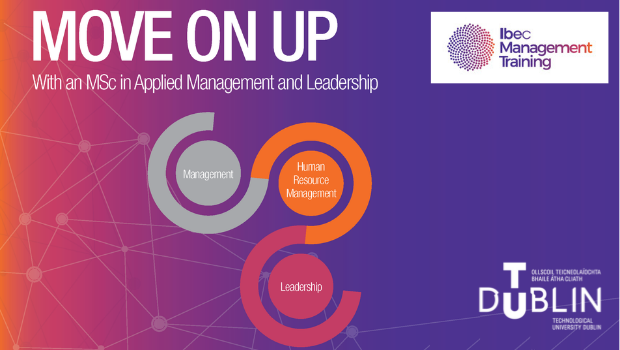 MOVE ON UP
With an MSc in Applied Management and Leadership
Ibec
Management
Training
Management
Human
Resource
Management
Leadership
OLLSCOIL TEICNEOLAÍOCHTA
BHAILE ÁTHA CLIATH
TU DUBLIN
TECHNOLOGICAL
UNIVERSITY DUBLIN